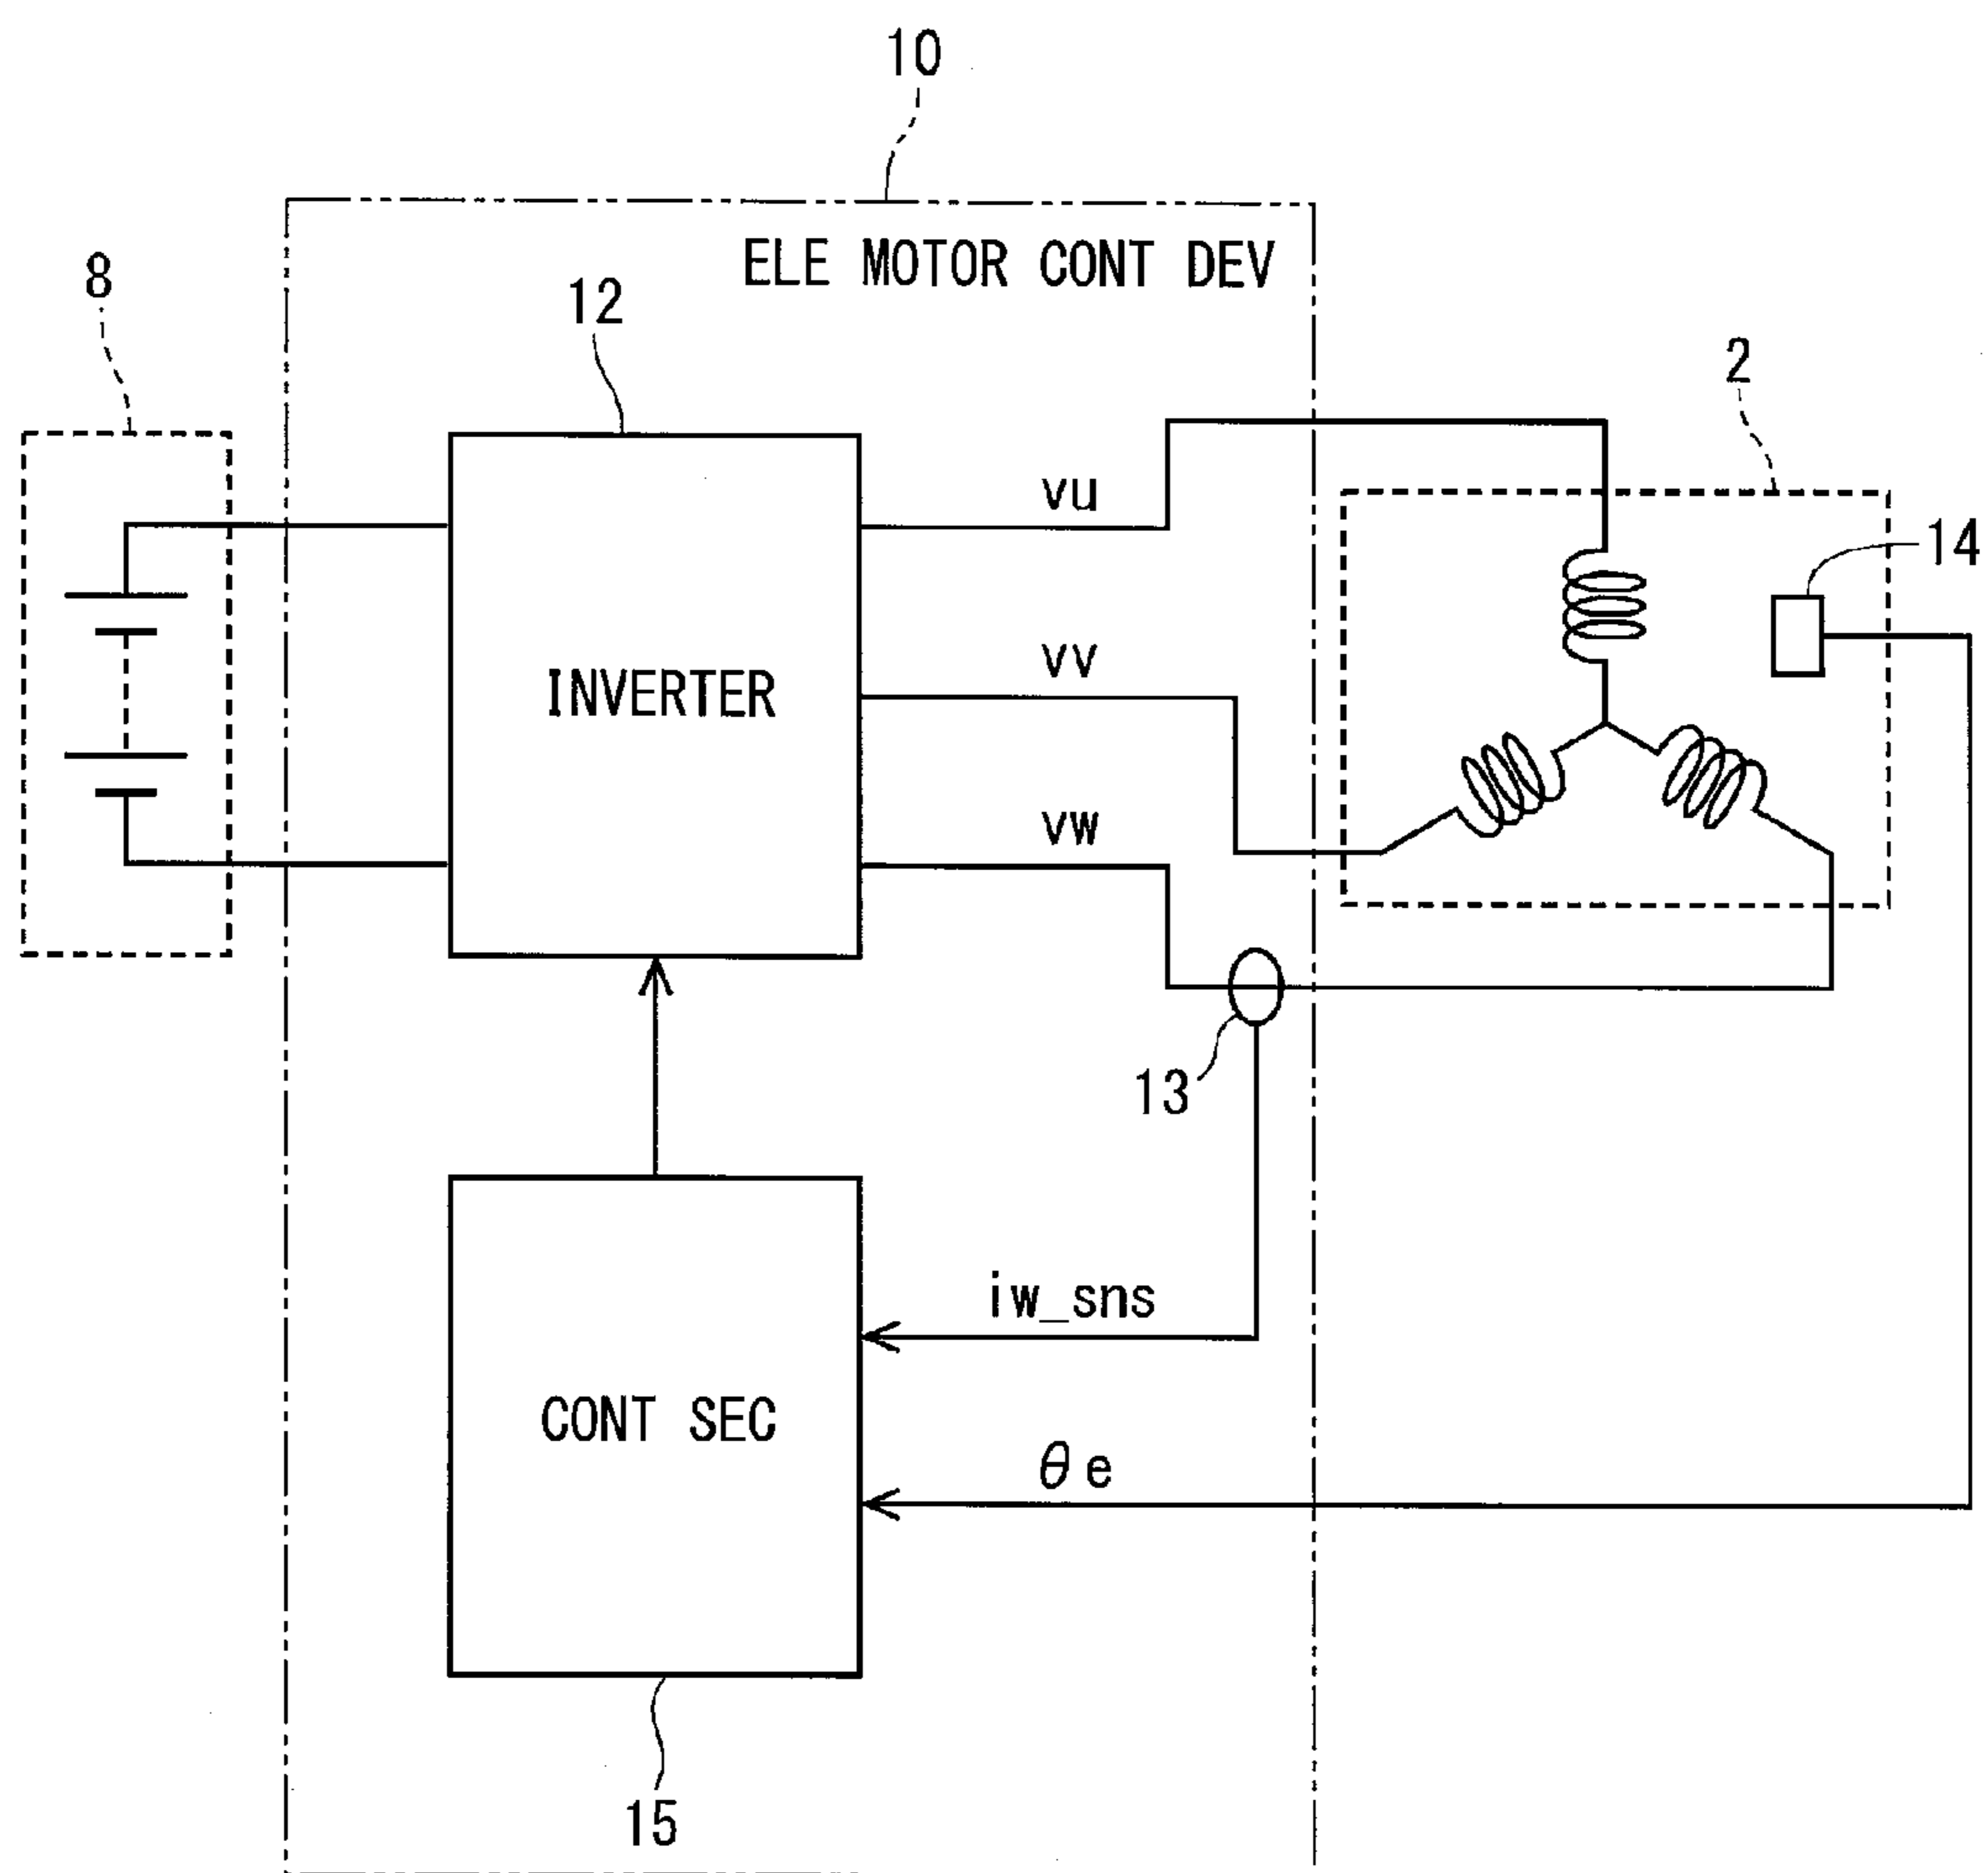 10
ELE MOTOR CONT DEV
8
12
2
vu
14
INVERTER
vv
vw
13
iw_sns
CONT SEC
θe
15